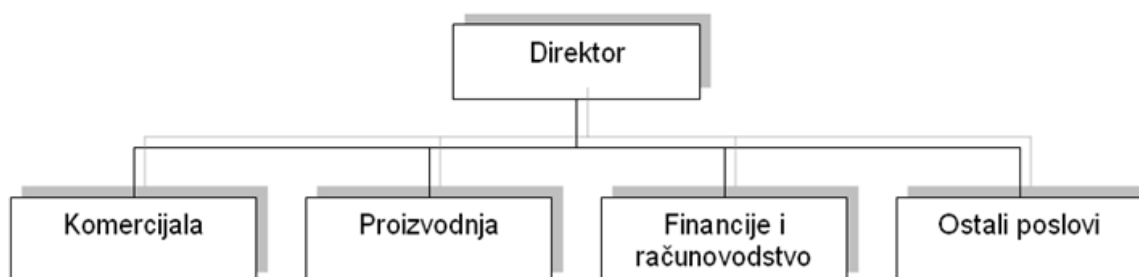 Direktor
Komercijala
Proizvodnja
Financije i
računovodstvo
Ostali poslovi